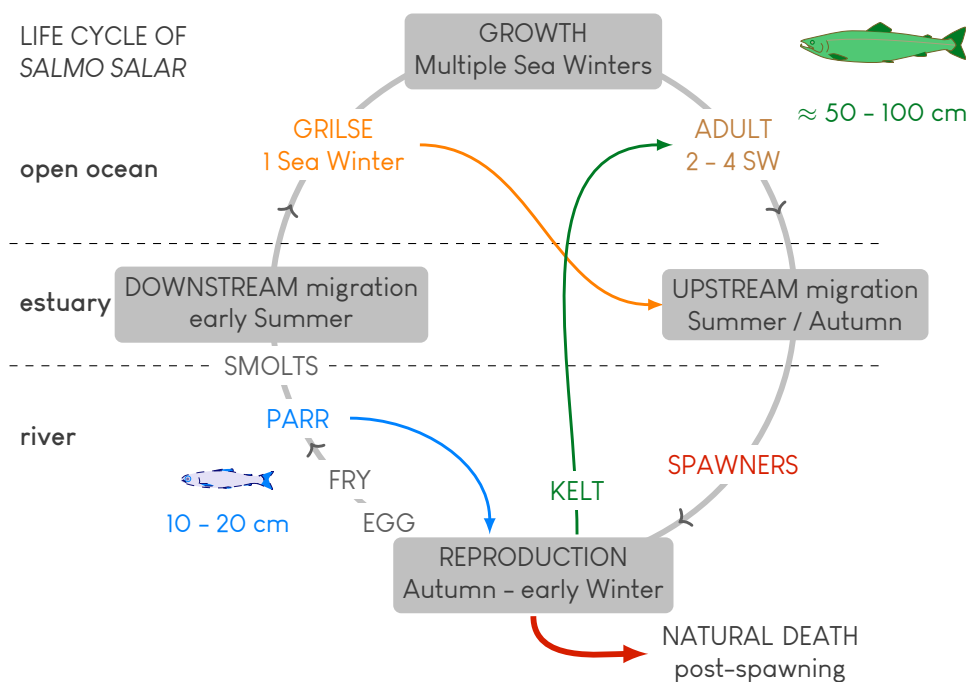 LIFE CYCLE OF
SALMO SALAR
GROWTH
Multiple Sea Winters
≈ 50 - 100 cm
GRILSE
1 Sea Winter
ADULT
2 - 4 SW
open ocean
estuary
DOWNSTREAM migration
early Summer
UPSTREAM migration
Summer / Autumn
SMOLTS
PARR
river
SPAWNERS
FRY
KELT
10 - 20 cm
EGG
REPRODUCTION
Autumn - early Winter
NATURAL DEATH
post-spawning